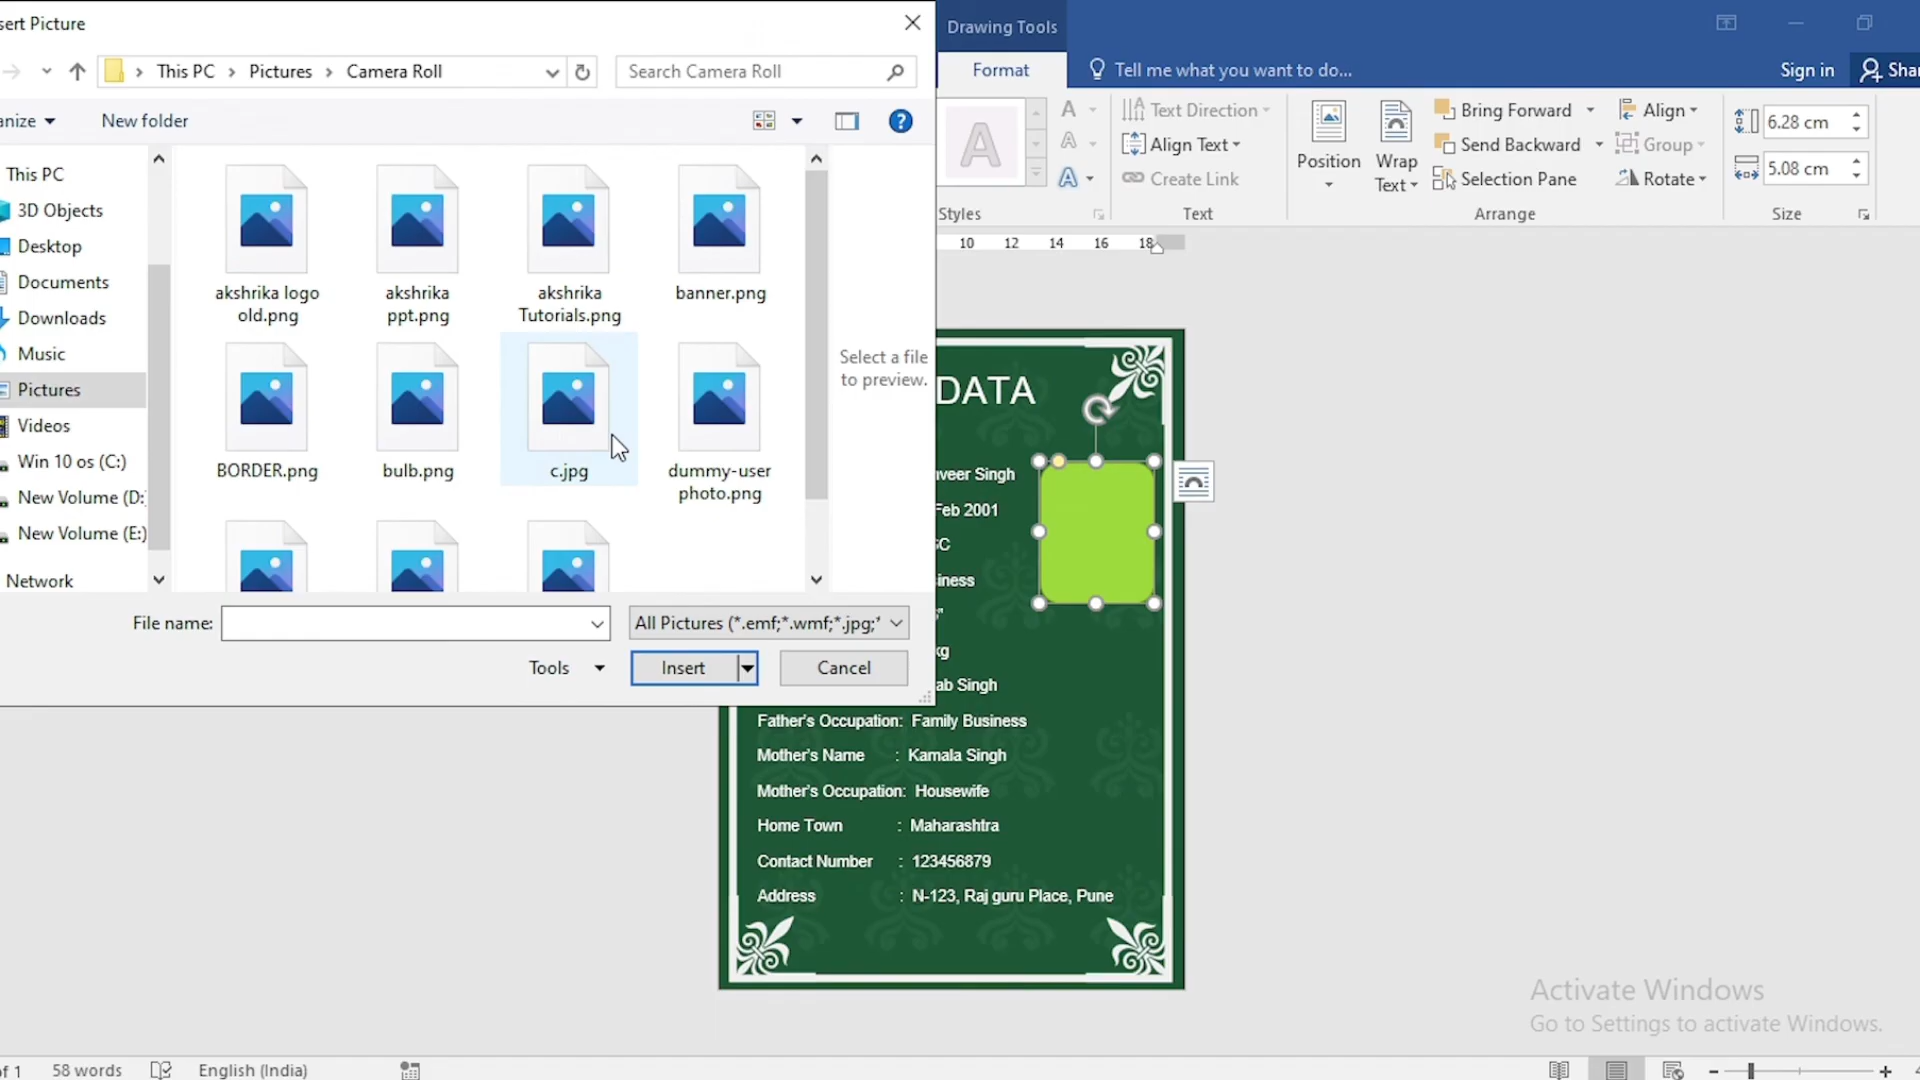 sert Picture
Drawing Tools
This PC › Pictures › Camera Roll
Search Camera Roll
Format
Tell me what you want to do...
Sign in
Shar
anize
New folder
Text Direction
Align Text
Create Link
Position
Wrap
Text
Bring Forward
Send Backward
Selection Pane
Align
Group
Rotate
6.28 cm
5.08 cm
Styles
Text
Arrange
Size
10 12 14 16 18
This PC
3D Objects
Desktop
Documents
Downloads
Music
Pictures
Videos
Win 10 os (C:)
New Volume (D:
New Volume (E:)
Network
akshrika logo
old.png
akshrika
ppt.png
akshrika
Tutorials.png
banner.png
BORDER.png
bulb.png
c.jpg
dummy-user
photo.png
Select a file
to preview.
File name:
All Pictures (*.emf;*.wmf;*.jpg;*
Tools
Insert
Cancel
DATA
veer Singh
Feb 2001
iness
kg
ab Singh
Father's Occupation: Family Business
Mother's Name : Kamala Singh
Mother's Occupation: Housewife
Home Town : Maharashtra
Contact Number : 123456879
Address : N-123, Raj guru Place, Pune
Activate Windows
Go to Settings to activate Windows.
of 1
58 words
English (India)